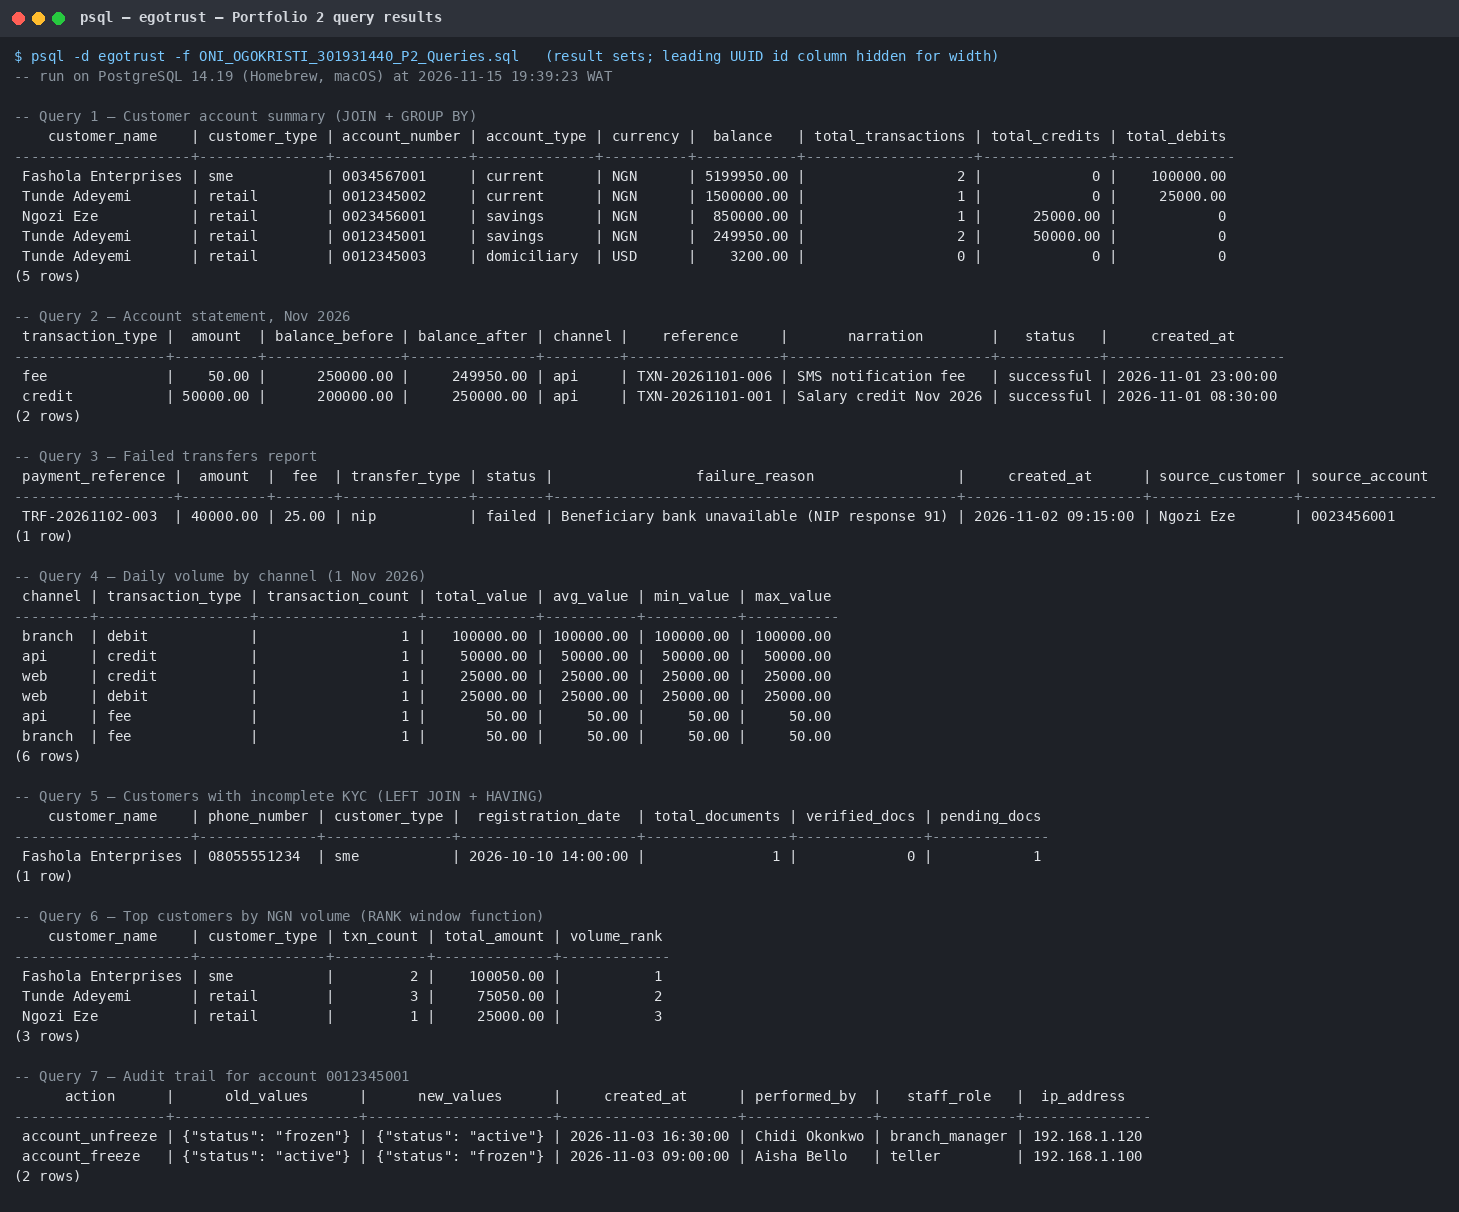 psql — egotrust — Portfolio 2 query results
$ psql -d egotrust -f ONI_OGOKRISTI_301931440_P2_Queries.sql   (result sets; leading UUID id column hidden for width)
-- run on PostgreSQL 14.19 (Homebrew, macOS) at 2026-11-15 19:39:23 WAT
-- Query 1 — Customer account summary (JOIN + GROUP BY)
    customer_name    | customer_type | account_number | account_type | currency |  balance   | total_transactions | total_credits | total_debits
---------------------+---------------+----------------+--------------+----------+------------+--------------------+---------------+--------------
 Fashola Enterprises | sme           | 0034567001     | current      | NGN      | 5199950.00 |                  2 |             0 |    100000.00
 Tunde Adeyemi       | retail        | 0012345002     | current      | NGN      | 1500000.00 |                  1 |             0 |     25000.00
 Ngozi Eze           | retail        | 0023456001     | savings      | NGN      |  850000.00 |                  1 |      25000.00 |            0
 Tunde Adeyemi       | retail        | 0012345001     | savings      | NGN      |  249950.00 |                  2 |      50000.00 |            0
 Tunde Adeyemi       | retail        | 0012345003     | domiciliary  | USD      |    3200.00 |                  0 |             0 |            0
(5 rows)
-- Query 2 — Account statement, Nov 2026
 transaction_type |  amount  | balance_before | balance_after | channel |    reference     |       narration        |   status   |     created_at
------------------+----------+----------------+---------------+---------+------------------+------------------------+------------+---------------------
 fee              |    50.00 |      250000.00 |     249950.00 | api     | TXN-20261101-006 | SMS notification fee   | successful | 2026-11-01 23:00:00
 credit           | 50000.00 |      200000.00 |     250000.00 | api     | TXN-20261101-001 | Salary credit Nov 2026 | successful | 2026-11-01 08:30:00
(2 rows)
-- Query 3 — Failed transfers report
 payment_reference |  amount  |  fee  | transfer_type | status |                 failure_reason                 |     created_at      | source_customer | source_account
-------------------+----------+-------+---------------+--------+------------------------------------------------+---------------------+-----------------+----------------
 TRF-20261102-003  | 40000.00 | 25.00 | nip           | failed | Beneficiary bank unavailable (NIP response 91) | 2026-11-02 09:15:00 | Ngozi Eze       | 0023456001
(1 row)
-- Query 4 — Daily volume by channel (1 Nov 2026)
 channel | transaction_type | transaction_count | total_value | avg_value | min_value | max_value
---------+------------------+-------------------+-------------+-----------+-----------+-----------
 branch  | debit            |                 1 |   100000.00 | 100000.00 | 100000.00 | 100000.00
 api     | credit           |                 1 |    50000.00 |  50000.00 |  50000.00 |  50000.00
 web     | credit           |                 1 |    25000.00 |  25000.00 |  25000.00 |  25000.00
 web     | debit            |                 1 |    25000.00 |  25000.00 |  25000.00 |  25000.00
 api     | fee              |                 1 |       50.00 |     50.00 |     50.00 |     50.00
 branch  | fee              |                 1 |       50.00 |     50.00 |     50.00 |     50.00
(6 rows)
-- Query 5 — Customers with incomplete KYC (LEFT JOIN + HAVING)
    customer_name    | phone_number | customer_type |  registration_date  | total_documents | verified_docs | pending_docs
---------------------+--------------+---------------+---------------------+-----------------+---------------+--------------
 Fashola Enterprises | 08055551234  | sme           | 2026-10-10 14:00:00 |               1 |             0 |            1
(1 row)
-- Query 6 — Top customers by NGN volume (RANK window function)
    customer_name    | customer_type | txn_count | total_amount | volume_rank
---------------------+---------------+-----------+--------------+-------------
 Fashola Enterprises | sme           |         2 |    100050.00 |           1
 Tunde Adeyemi       | retail        |         3 |     75050.00 |           2
 Ngozi Eze           | retail        |         1 |     25000.00 |           3
(3 rows)
-- Query 7 — Audit trail for account 0012345001
      action      |      old_values      |      new_values      |     created_at      | performed_by  |   staff_role   |  ip_address
------------------+----------------------+----------------------+---------------------+---------------+----------------+---------------
 account_unfreeze | {"status": "frozen"} | {"status": "active"} | 2026-11-03 16:30:00 | Chidi Okonkwo | branch_manager | 192.168.1.120
 account_freeze   | {"status": "active"} | {"status": "frozen"} | 2026-11-03 09:00:00 | Aisha Bello   | teller         | 192.168.1.100
(2 rows)